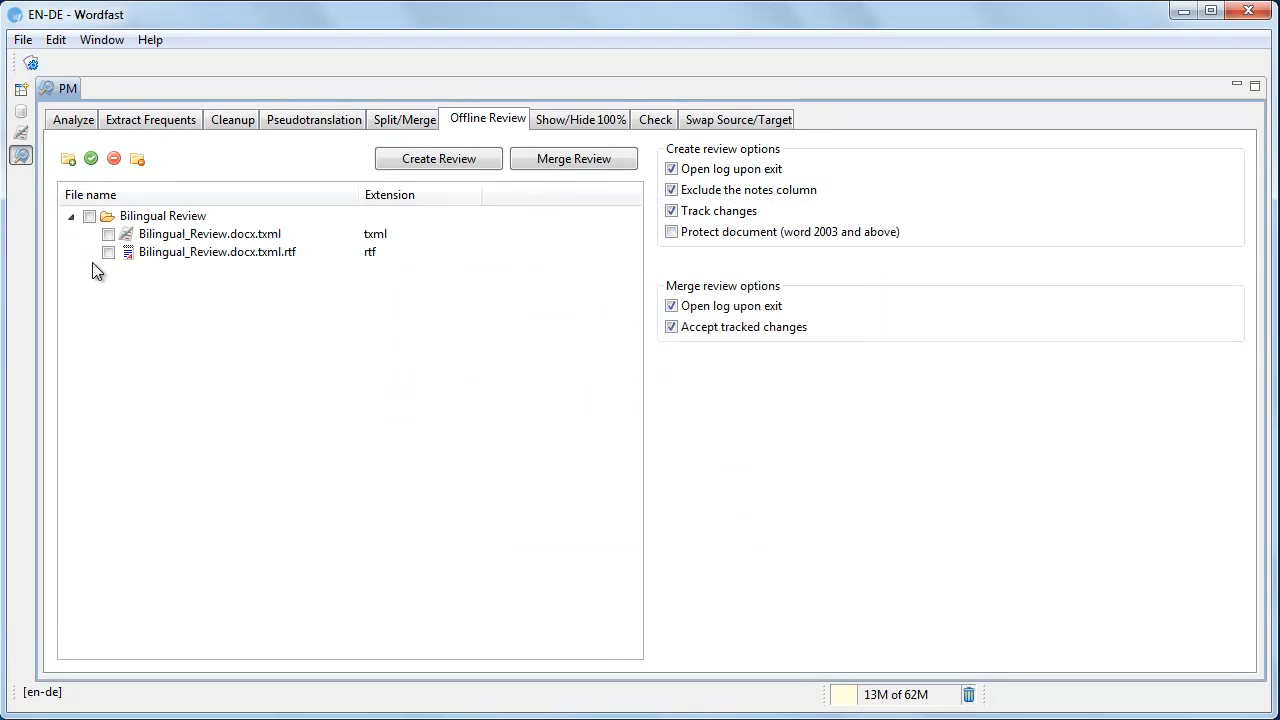 EN-DE - Wordfast
File Edit Window Help
PM
Analyze Extract Frequents Cleanup Pseudotranslation Split/Merge Offline Review Show/Hide 100% Check Swap Source/Target
Create Review Merge Review
File name Extension
Bilingual Review
Bilingual_Review.docx.txml txml
Bilingual_Review.docx.txml.rtf rtf
Create review options
Open log upon exit
Exclude the notes column
Track changes
Protect document (word 2003 and above)
Merge review options
Open log upon exit
Accept tracked changes
[en-de] 13M of 62M